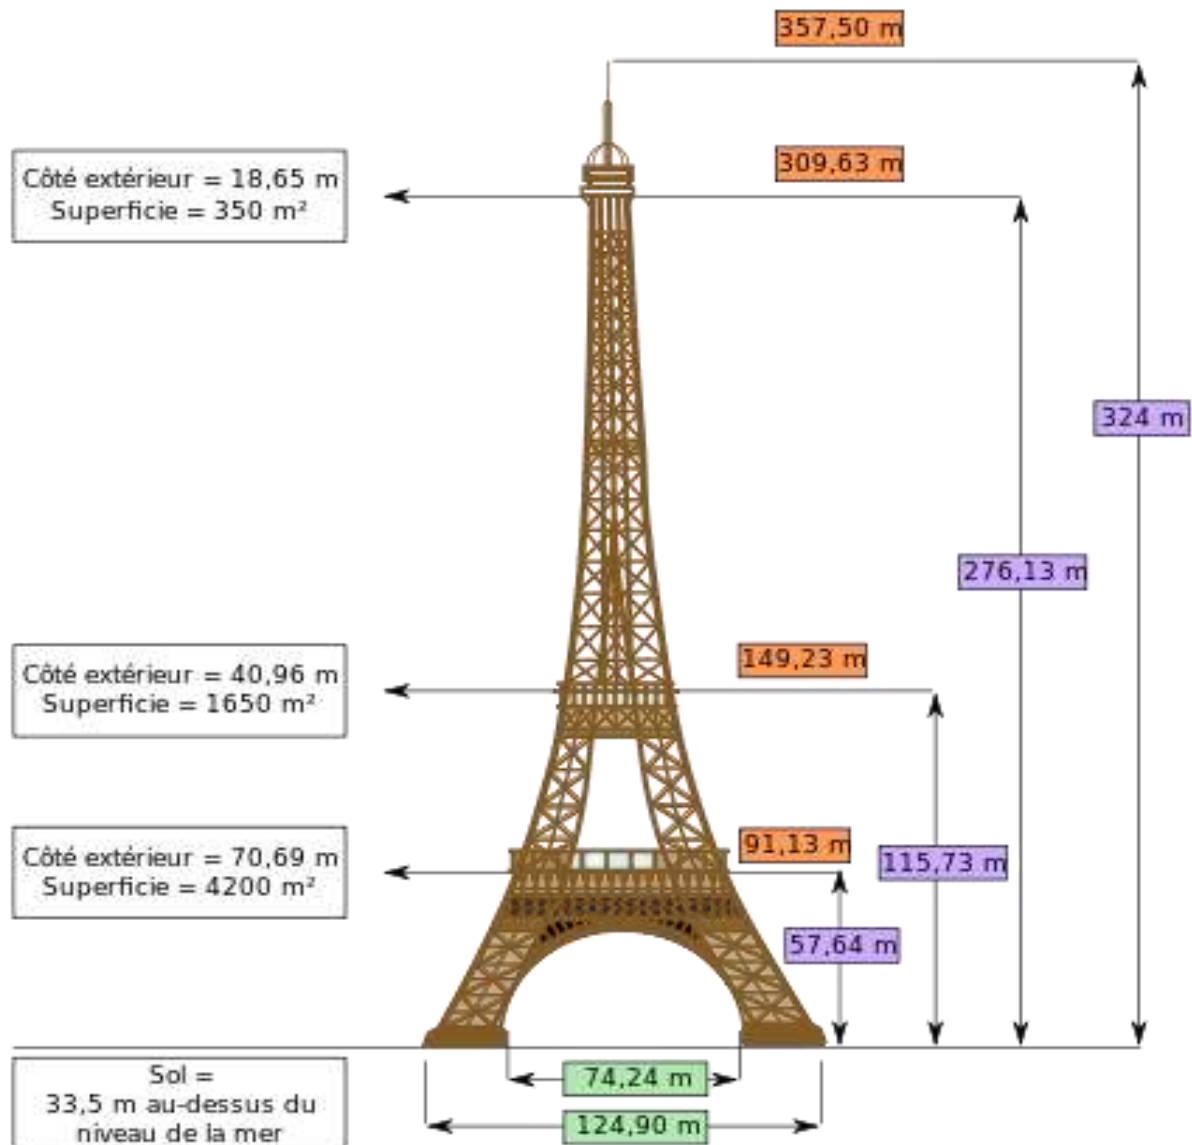 357,50 m
309,63 m
Côté extérieur = 18,65 m
Superficie = 350 m²
324 m
276,13 m
149,23 m
Côté extérieur = 40,96 m
Superficie = 1650 m²
91,13 m
115,73 m
Côté extérieur = 70,69 m
Superficie = 4200 m²
57,64 m
Sol =
33,5 m au-dessus du
niveau de la mer
74,24 m
124,90 m